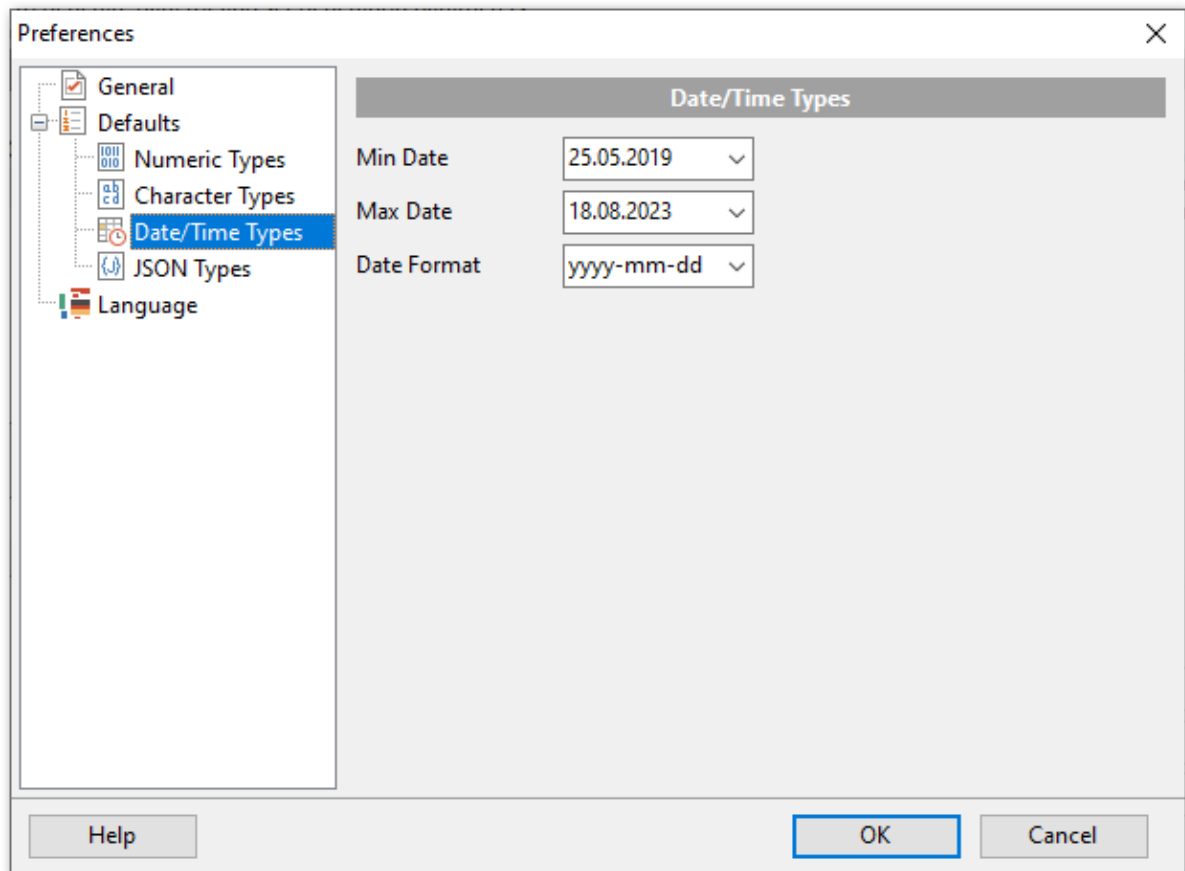 Preferences
General
Defaults
Numeric Types
Character Types
Date/Time Types
JSON Types
Language
Date/Time Types
Min Date 25.05.2019
Max Date 18.08.2023
Date Format yyyy-mm-dd
Help OK Cancel